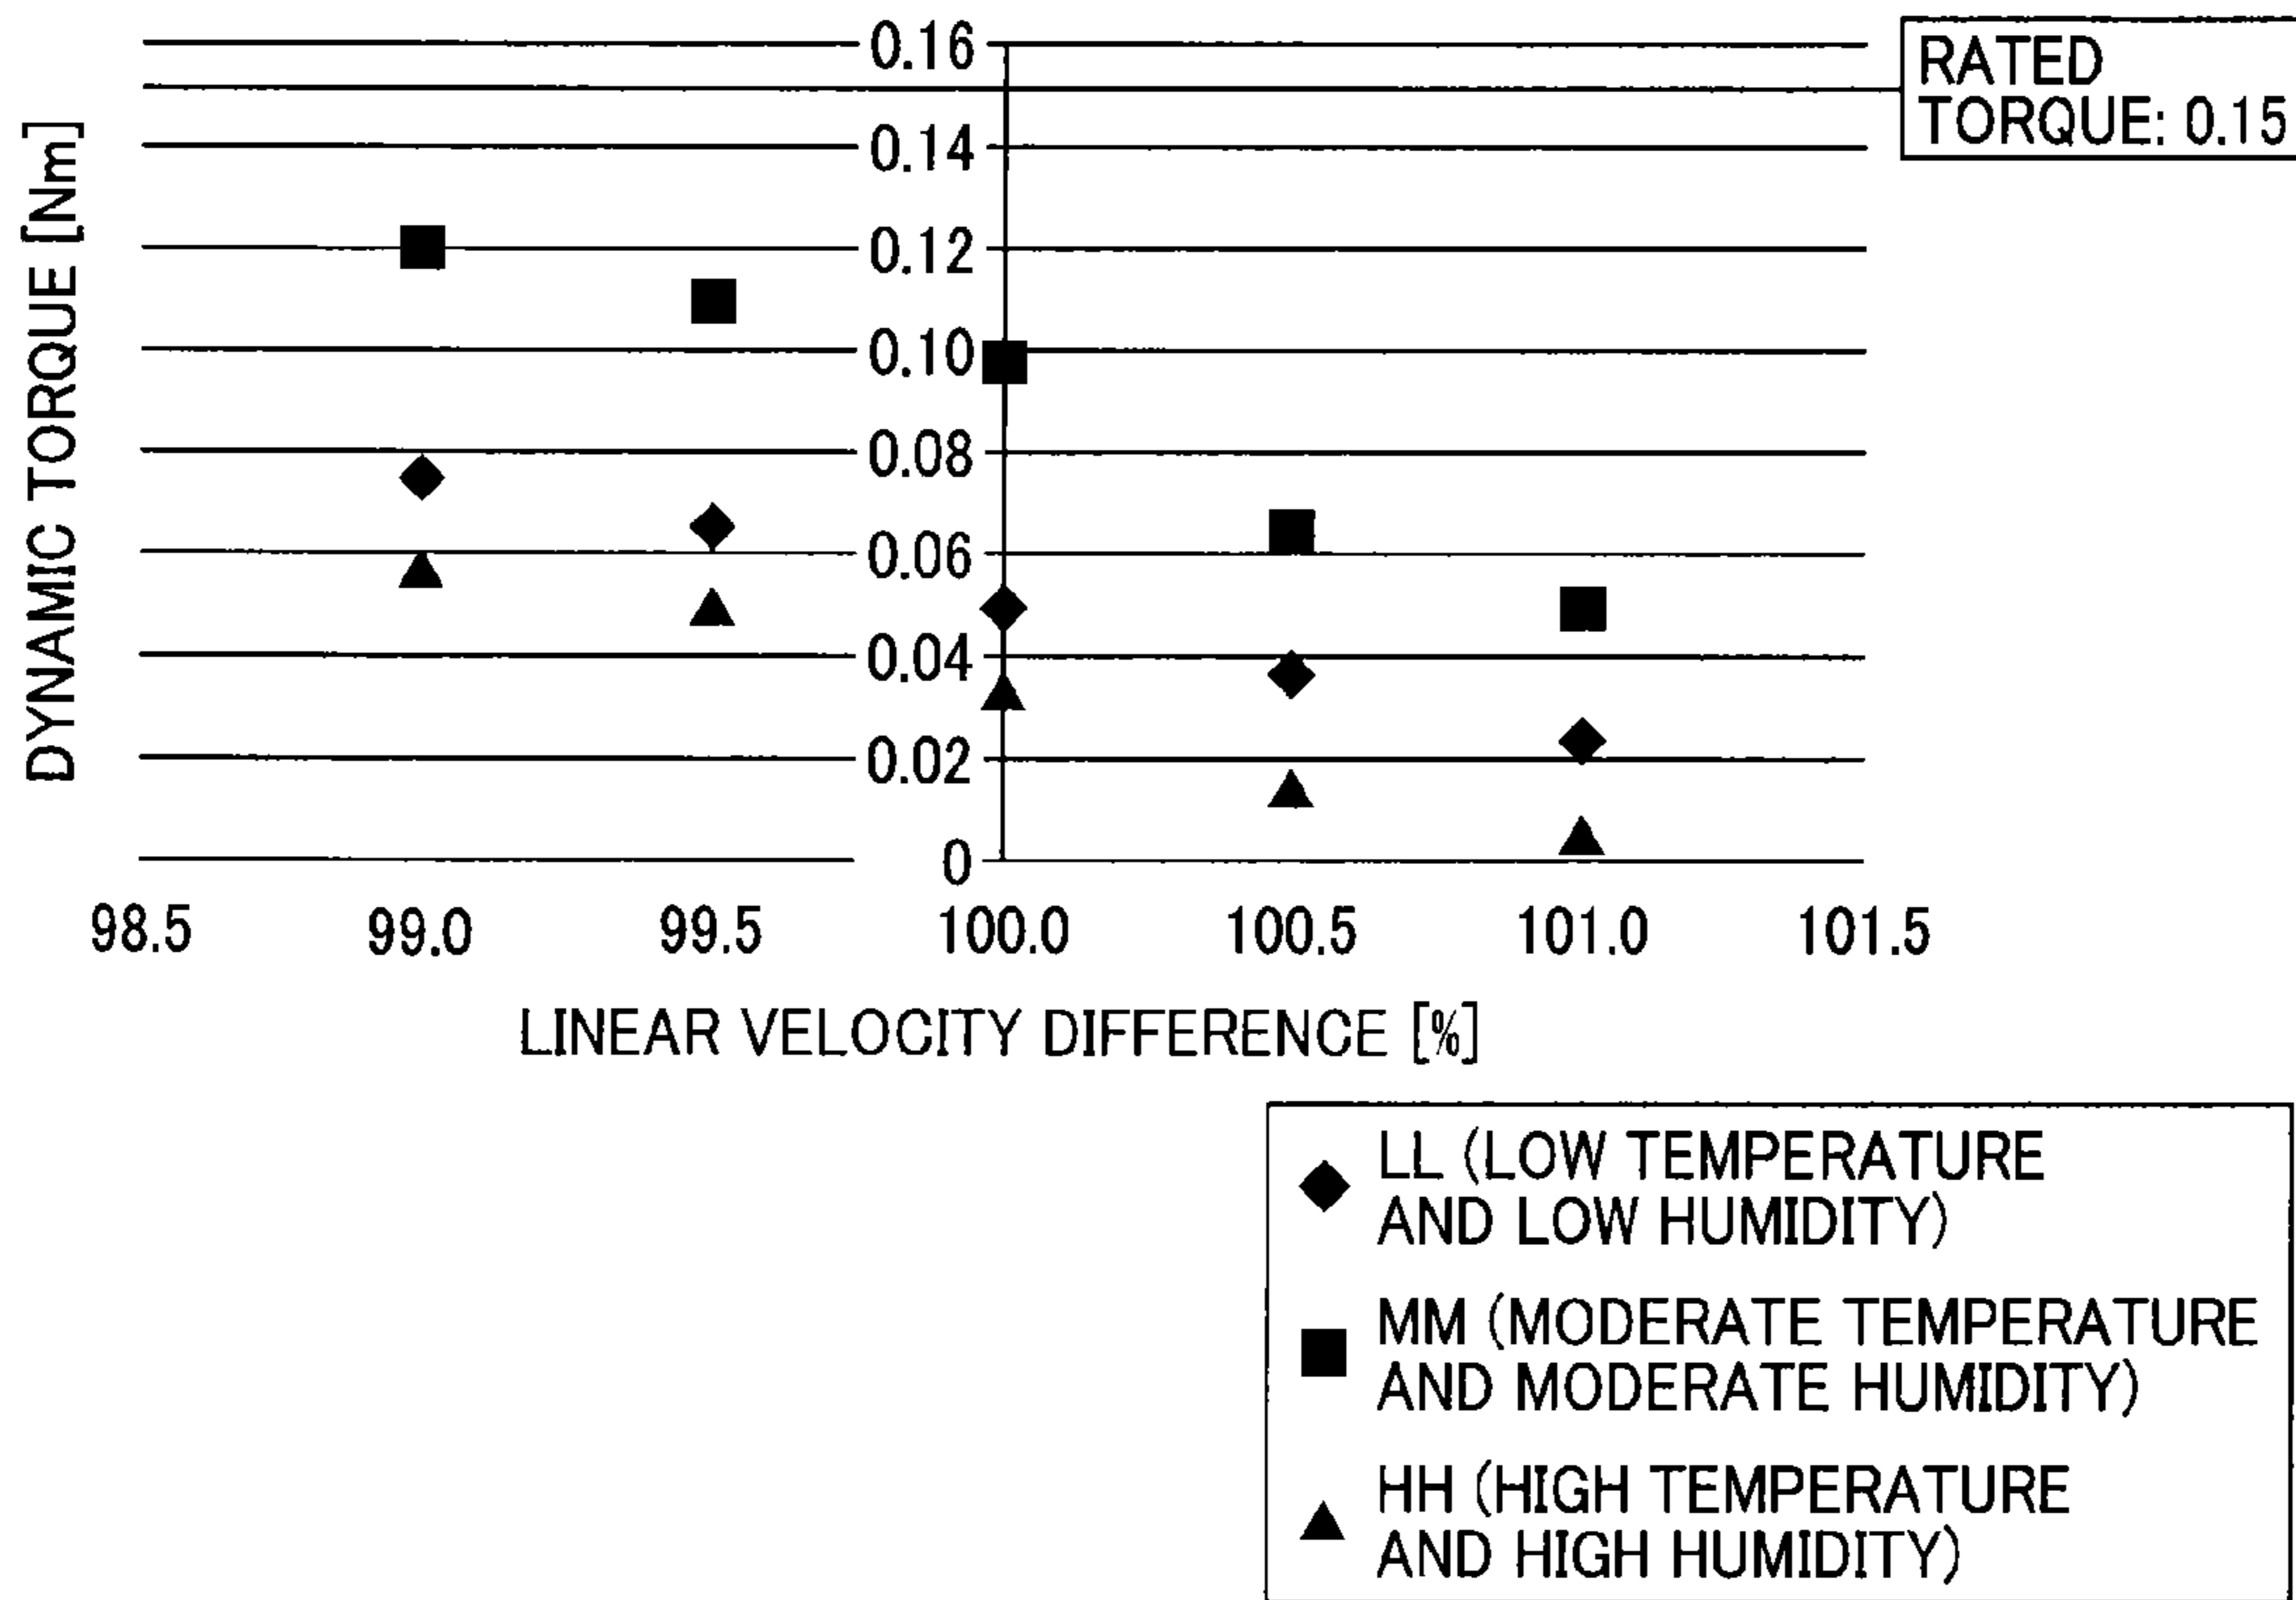 RATED
TORQUE: 0.15
DYNAMIC TORQUE [Nm]
0.16
0.14
0.12
0.10
0.08
0.06
0.04
0.02
0
98.5 99.0 99.5 100.0 100.5 101.0 101.5
LINEAR VELOCITY DIFFERENCE [%]
LL (LOW TEMPERATURE
AND LOW HUMIDITY)
MM (MODERATE TEMPERATURE
AND MODERATE HUMIDITY)
HH (HIGH TEMPERATURE
AND HIGH HUMIDITY)